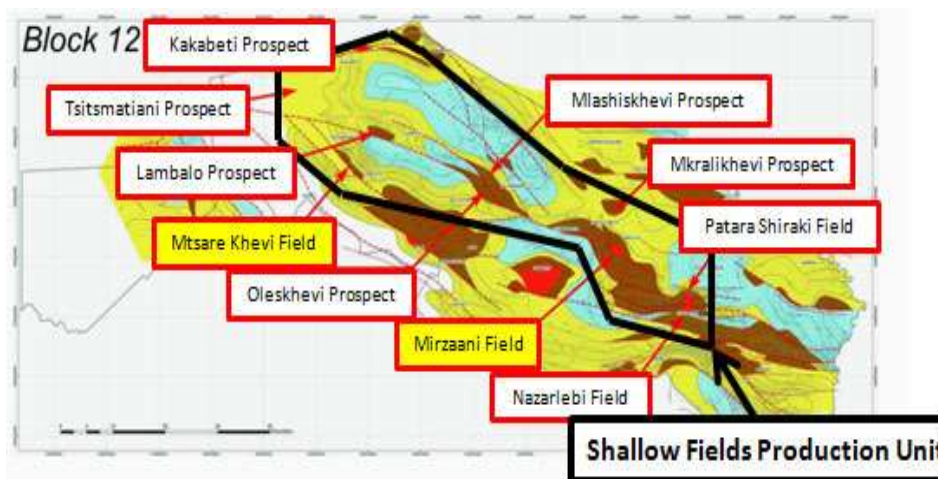 Block 12
Kakabeti Prospect
Tsitsmatiani Prospect
Mlashiskhevi Prospect
Lambalo Prospect
Mkralikhevi Prospect
Mtsare Khevi Field
Patara Shiraki Field
Oleskhevi Prospect
Mirzaani Field
Nazarlebi Field
Shallow Fields Production Unit